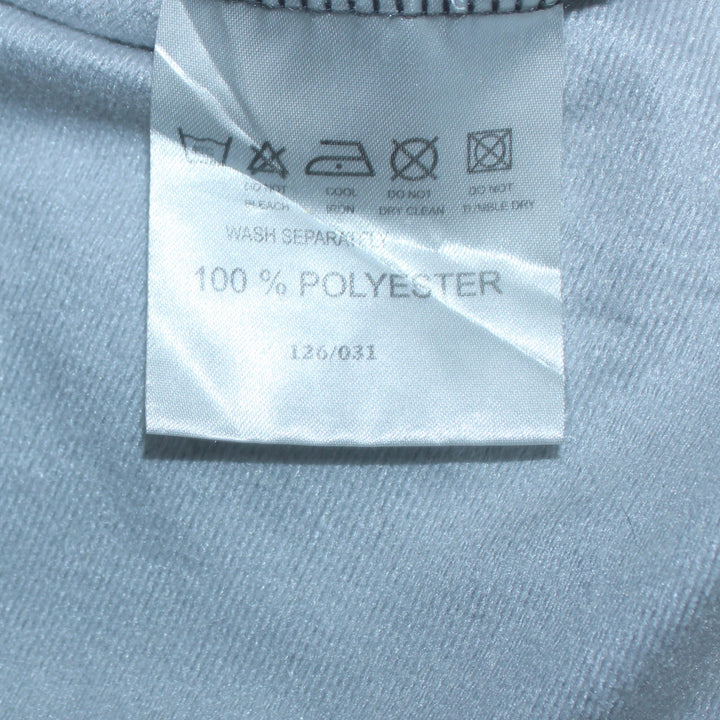 DO NOT COOL DO NOT DO NOT
BLEACH IRON DRY CLEAN TUMBLE DRY
WASH SEPARATELY
100 % POLYESTER
126/031